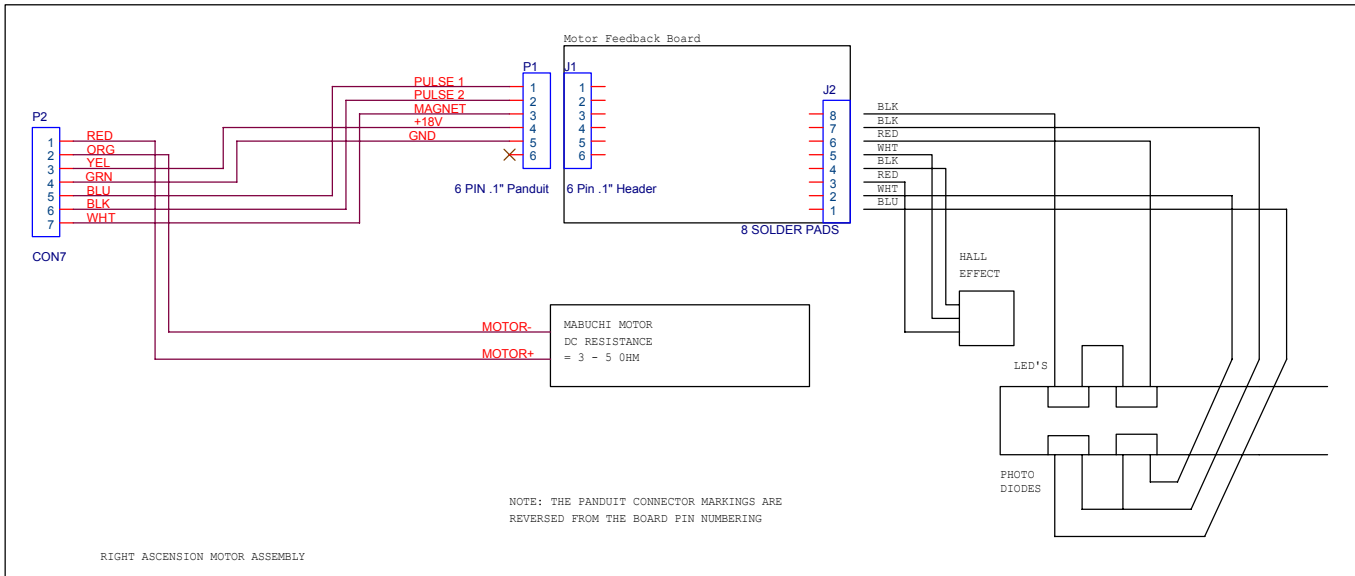 Motor Feedback Board
P1
J1
PULSE 1
PULSE 2
MAGNET
+18V
GND
1
2
3
4
5
6
1
2
3
4
5
6
6 PIN .1" Panduit
6 Pin .1" Header
P2
1
2
3
4
5
6
7
RED
ORG
YEL
GRN
BLU
BLK
WHT
CON7
J2
8
7
6
5
4
3
2
1
BLK
BLK
RED
WHT
BLK
RED
WHT
BLU
8 SOLDER PADS
HALL
EFFECT
MOTOR-
MOTOR+
MABUCHI MOTOR
DC RESISTANCE
= 3 - 5 0HM
LED'S
PHOTO
DIODES
NOTE: THE PANDUIT CONNECTOR MARKINGS ARE
REVERSED FROM THE BOARD PIN NUMBERING
RIGHT ASCENSION MOTOR ASSEMBLY